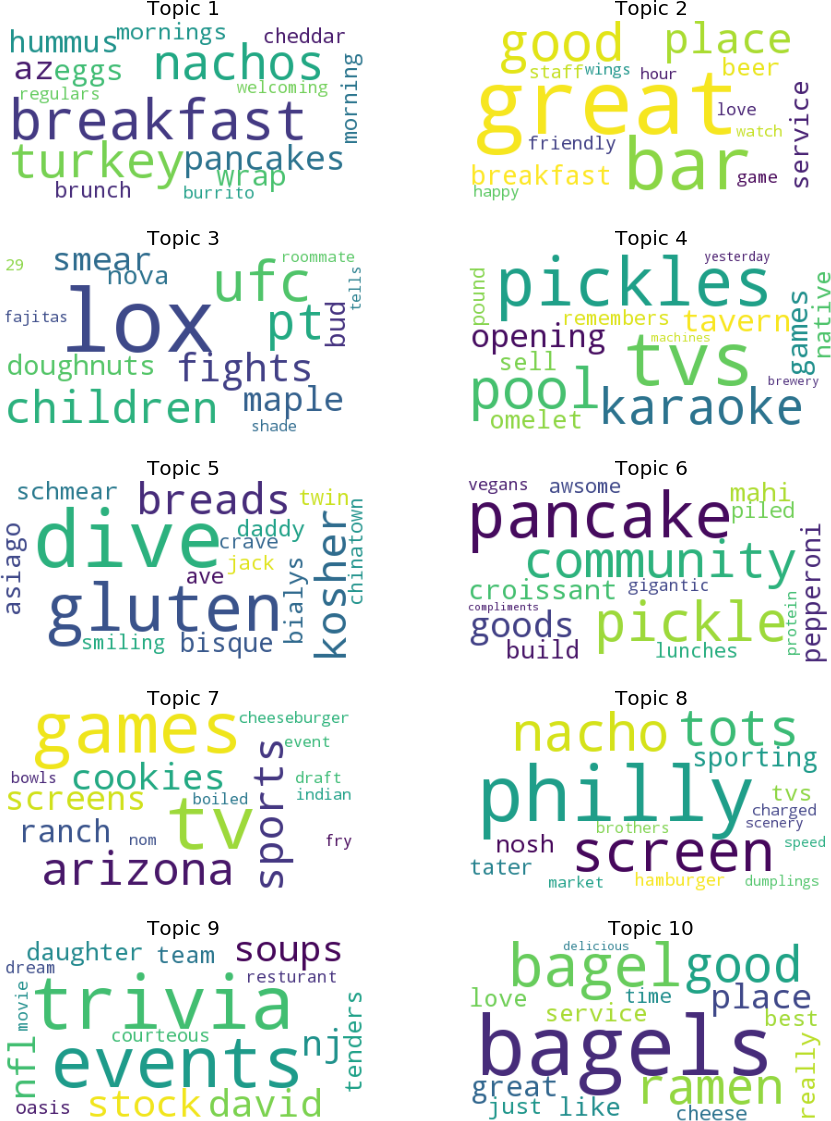 Topic 1
hummus mornings cheddar
az eggs nachos
regulars welcoming morning
breakfast
turkey pancakes
wrap
brunch burrito
Topic 2
good place
staff wings hour beer
great
love service
friendly watch
breakfast bar game
happy
Topic 3
29 smear roommate
nova ufc tells
fajitas lox pt bud
doughnuts fights
children maple
shade
Topic 4
pound pickles yesterday
remembers tavern games native
opening machines
sell tvs
pool brewery
omelet karaoke
Topic 5
schmear breads twin
asiago dive daddy chinatown
crave kosher
ave jack
gluten bialys
smiling bisque
Topic 6
vegans awsome mahi
pancake piled
community pepperoni
croissant gigantic
compliments protein
goods pickle
build lunches
Topic 7
games cheeseburger
sports event
bowls cookies draft
screens boiled indian
ranch nom tv fry
arizona
Topic 8
nacho tots
sporting
philly tvs
charged
brothers scenery
nosh screen speed
tater
market hamburger dumplings
Topic 9
daughter team soups
dream resturant
movie trivia
courteous tenders
nfl events nj
oasis stock david
Topic 10
delicious
bagel good
love time place
service best
bagels really
great ramen
just like cheese